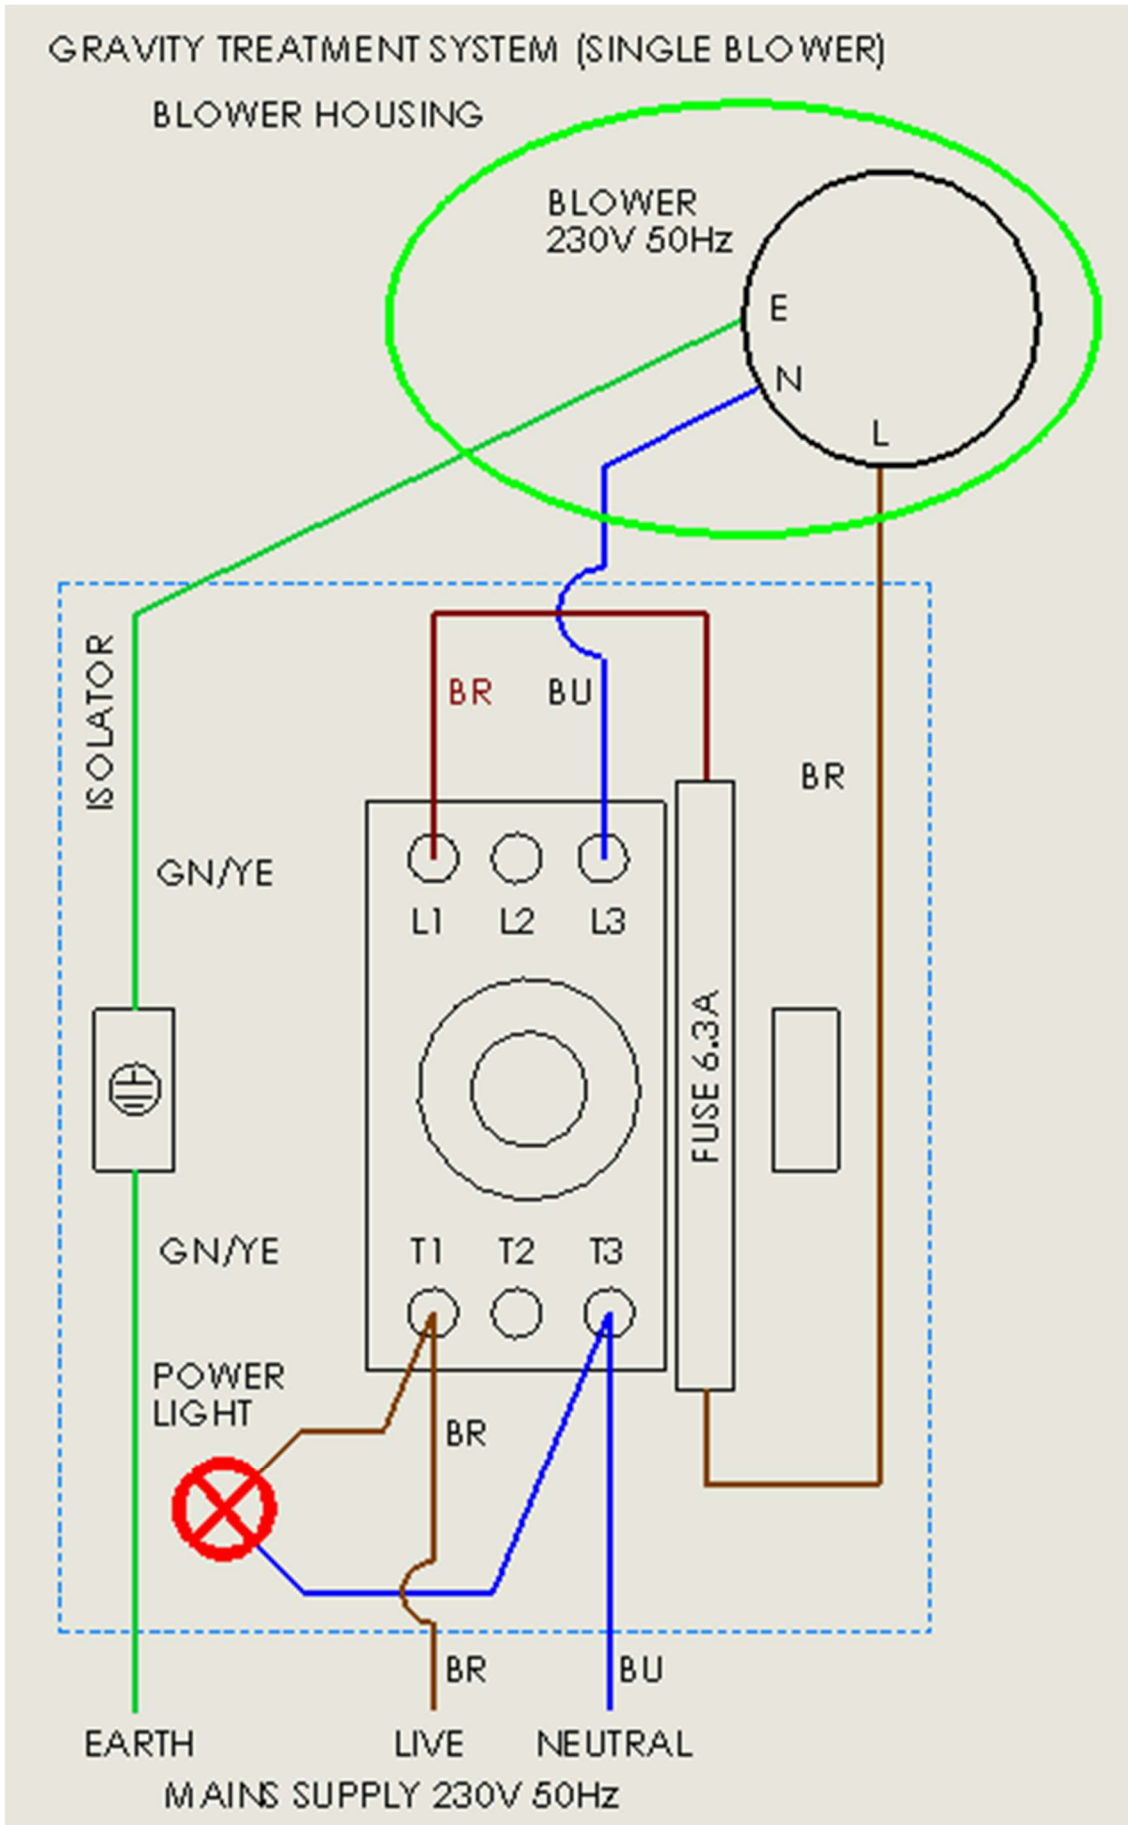 GRAVITY TREATMENT SYSTEM (SINGLE BLOWER)
BLOWER HOUSING
BLOWER
230V 50Hz
E
N
L
ISOLATOR
BR
BU
BR
GN/YE
L1
L2
L3
FUSE 6.3A
GN/YE
T1
T2
T3
POWER
LIGHT
BR
BR
BU
EARTH
LIVE
NEUTRAL
MAINS SUPPLY 230V 50Hz